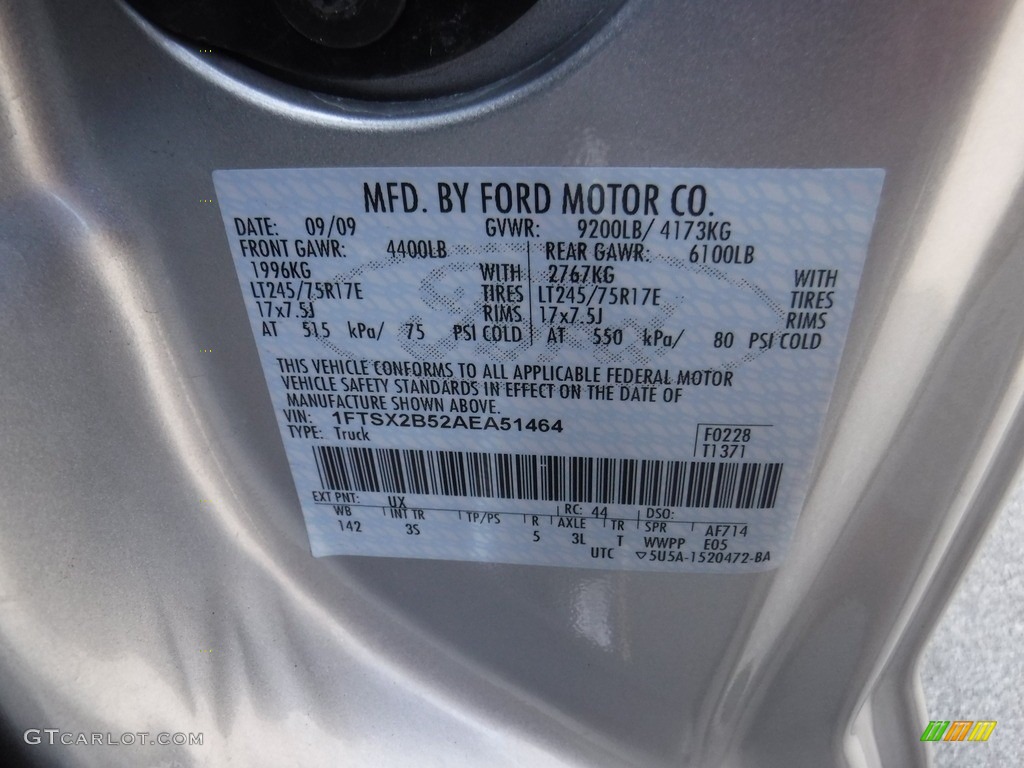 MFD. BY FORD MOTOR CO.
DATE: 09/09 GVWR: 9200LB/ 4173KG
FRONT GAWR: 4400LB REAR GAWR: 6100LB
1996KG WITH 2767KG WITH
LT245/75R17E TIRES LT245/75R17E TIRES
17x7.5J RIMS 17x7.5J RIMS
AT 515 kPa/ 75 PSI COLD AT 550 kPa/ 80 PSI COLD
THIS VEHICLE CONFORMS TO ALL APPLICABLE FEDERAL MOTOR
VEHICLE SAFETY STANDARDS IN EFFECT ON THE DATE OF
MANUFACTURE SHOWN ABOVE.
VIN: 1FTSX2B52AEA51464
TYPE: Truck F0228
T1371
EXT PNT: UX RC: 44 DSO:
WB INT TR TP/PS R AXLE TR SPR AF714
142 3S 5 3L T WWPP E05
UTC ▽5U5A-1520472-BA
GTCARLOT.COM